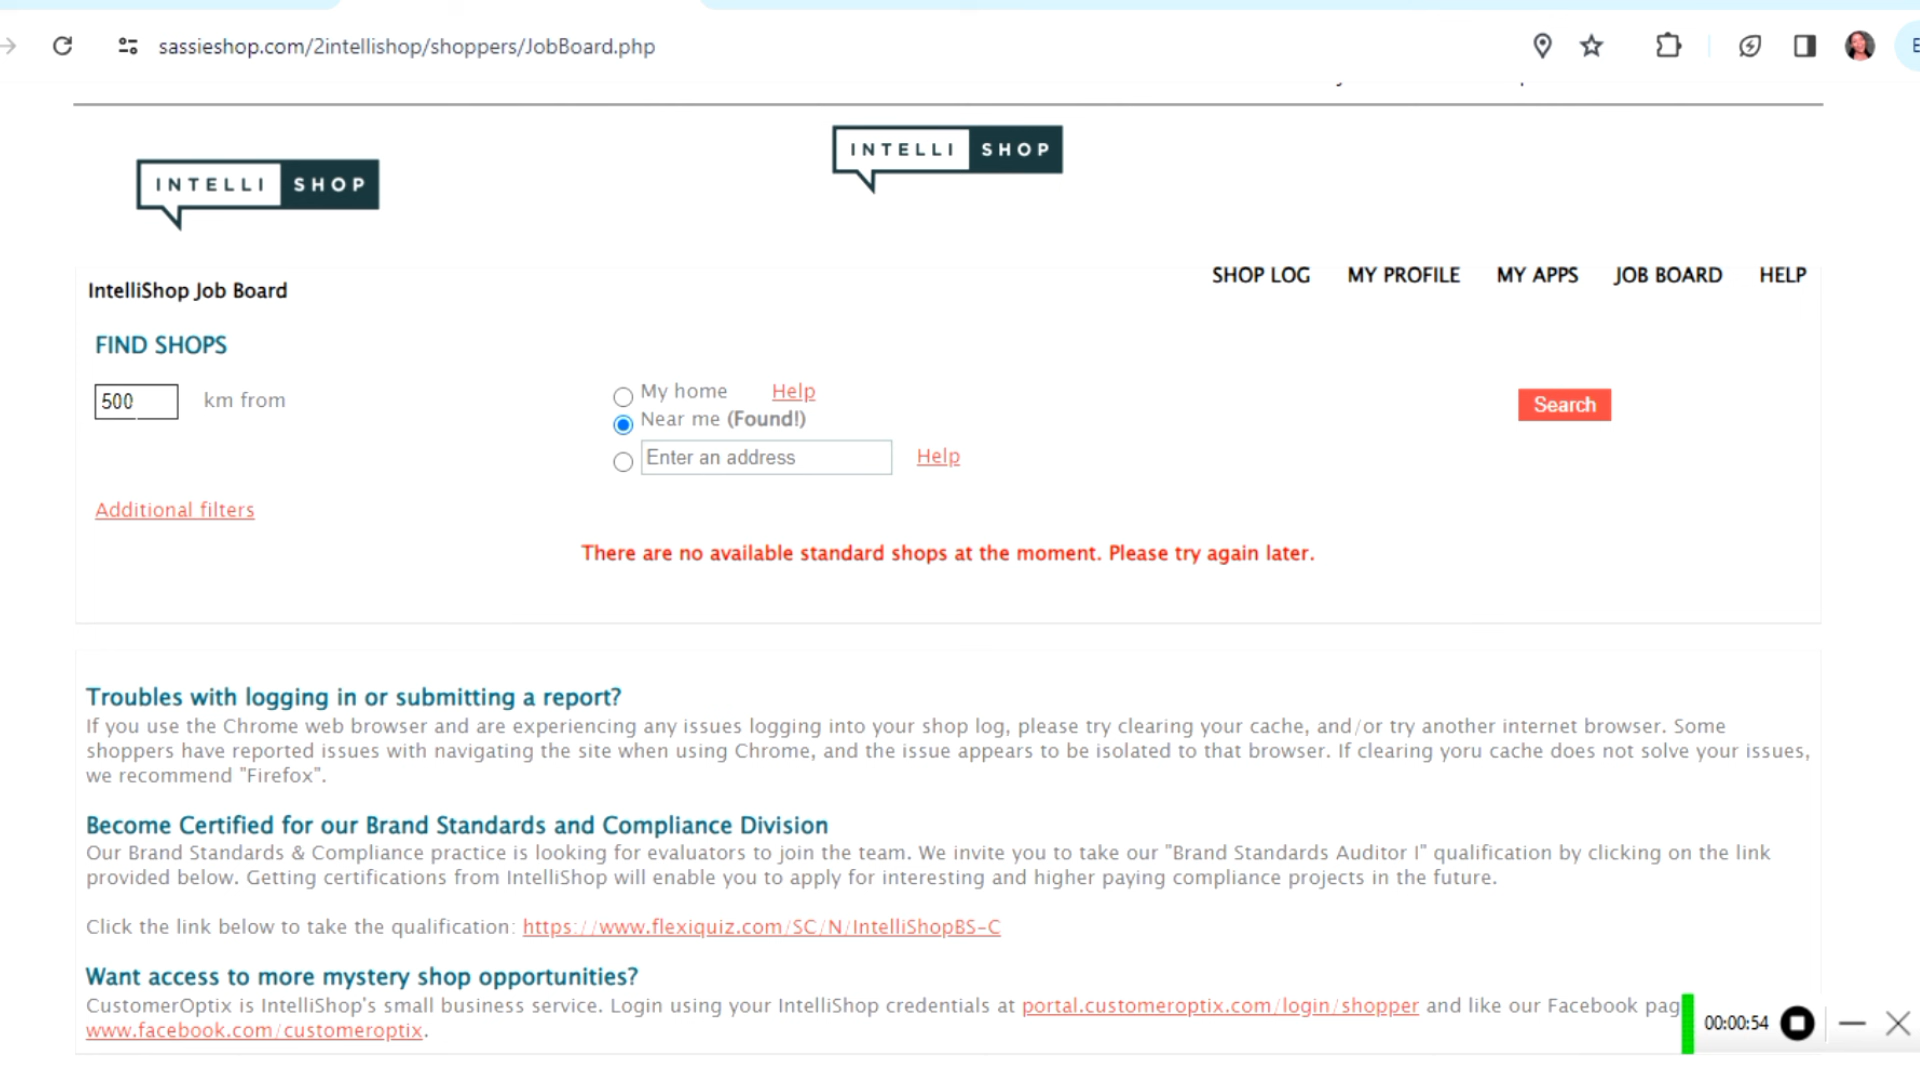 sassieshop.com/2intellishop/shoppers/JobBoard.php
INTELLI SHOP
INTELLI SHOP
SHOP LOG MY PROFILE MY APPS JOB BOARD HELP
IntelliShop Job Board
FIND SHOPS
500 km from
My home Help
Near me (Found!)
Enter an address Help
Search
Additional filters
There are no available standard shops at the moment. Please try again later.
Troubles with logging in or submitting a report?
If you use the Chrome web browser and are experiencing any issues logging into your shop log, please try clearing your cache, and/or try another internet browser. Some
shoppers have reported issues with navigating the site when using Chrome, and the issue appears to be isolated to that browser. If clearing yoru cache does not solve your issues,
we recommend "Firefox".
Become Certified for our Brand Standards and Compliance Division
Our Brand Standards & Compliance practice is looking for evaluators to join the team. We invite you to take our "Brand Standards Auditor I" qualification by clicking on the link
provided below. Getting certifications from IntelliShop will enable you to apply for interesting and higher paying compliance projects in the future.
Click the link below to take the qualification: https://www.flexiquiz.com/SC/N/IntelliShopBS-C
Want access to more mystery shop opportunities?
CustomerOptix is IntelliShop's small business service. Login using your IntelliShop credentials at portal.customeroptix.com/login/shopper and like our Facebook pag
www.facebook.com/customeroptix.
00:00:54